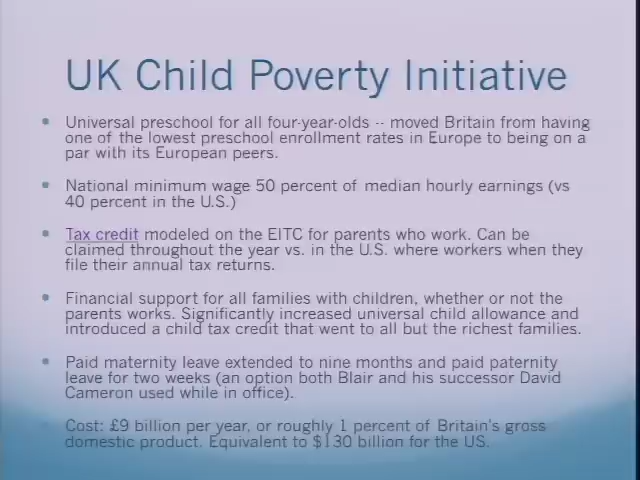 UK Child Poverty Initiative
Universal preschool for all four-year-olds -- moved Britain from having
one of the lowest preschool enrollment rates in Europe to being on a
par with its European peers.
National minimum wage 50 percent of median hourly earnings (vs
40 percent in the U.S.)
Tax credit modeled on the EITC for parents who work. Can be
claimed throughout the year vs. in the U.S. where workers when they
file their annual tax returns.
Financial support for all families with children, whether or not the
parents works. Significantly increased universal child allowance and
introduced a child tax credit that went to all but the richest families.
Paid maternity leave extended to nine months and paid paternity
leave for two weeks (an option both Blair and his successor David
Cameron used while in office).
Cost: £9 billion per year, or roughly 1 percent of Britain's gross
domestic product. Equivalent to $130 billion for the US.